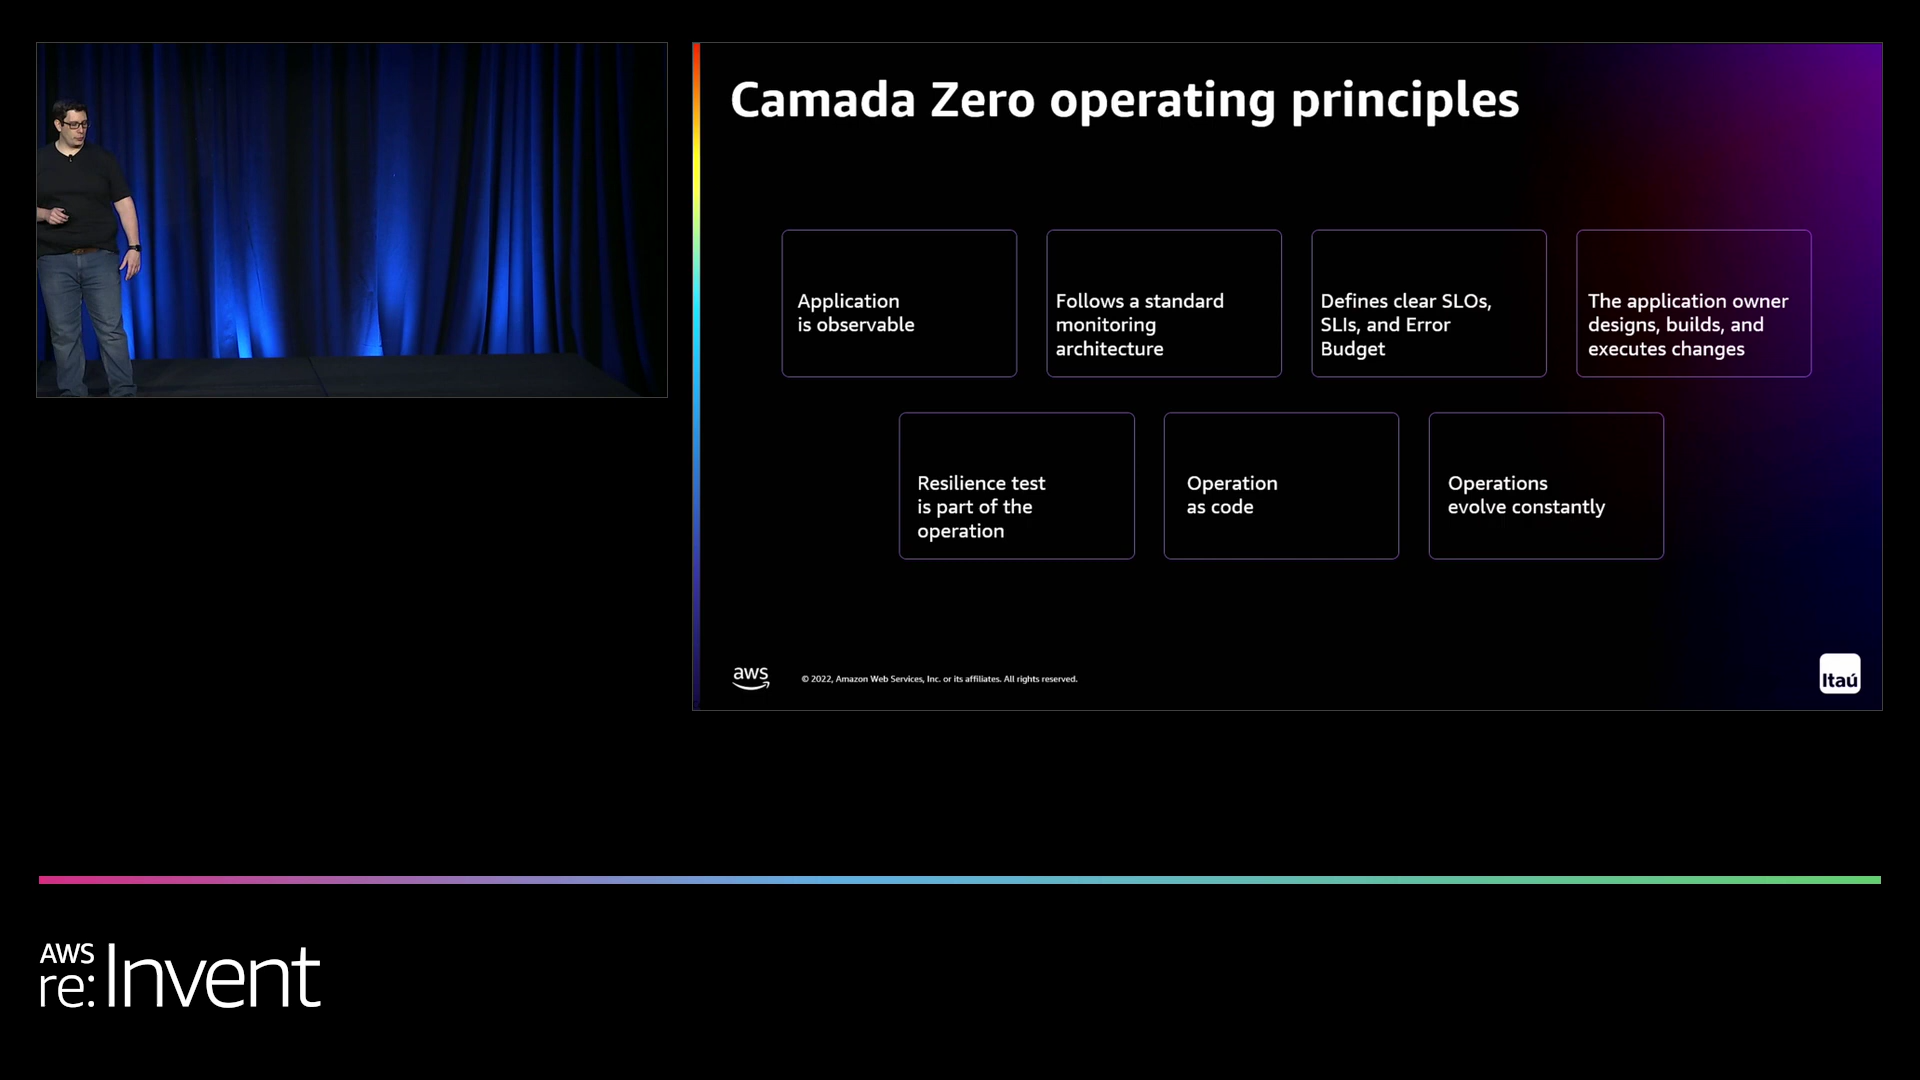 Camada Zero operating principles
Application
is observable
Follows a standard
monitoring
architecture
Defines clear SLOs,
SLIs, and Error
Budget
The application owner
designs, builds, and
executes changes
Resilience test
is part of the
operation
Operation
as code
Operations
evolve constantly
aws
© 2022, Amazon Web Services, Inc. or its affiliates. All rights reserved.
Itaú
AWS
re:Invent